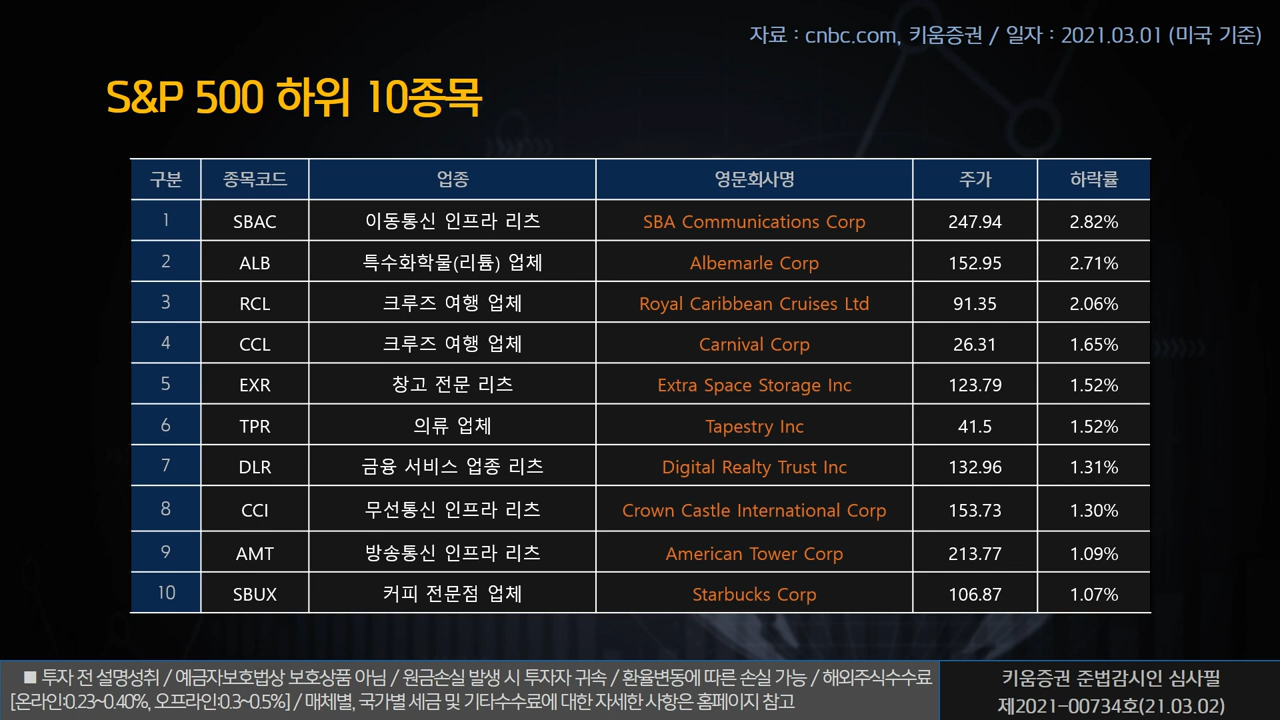 자료 : cnbc.com, 키움증권 / 일자 : 2021.03.01 (미국 기준)
S&P 500 하위 10종목
구분 종목코드 업종 영문회사명 주가 하락률
1 SBAC 이동통신 인프라 리츠 SBA Communications Corp 247.94 2.82%
2 ALB 특수화학물(리튬) 업체 Albemarle Corp 152.95 2.71%
3 RCL 크루즈 여행 업체 Royal Caribbean Cruises Ltd 91.35 2.06%
4 CCL 크루즈 여행 업체 Carnival Corp 26.31 1.65%
5 EXR 창고 전문 리츠 Extra Space Storage Inc 123.79 1.52%
6 TPR 의류 업체 Tapestry Inc 41.5 1.52%
7 DLR 금융 서비스 업종 리츠 Digital Realty Trust Inc 132.96 1.31%
8 CCI 무선통신 인프라 리츠 Crown Castle International Corp 153.73 1.30%
9 AMT 방송통신 인프라 리츠 American Tower Corp 213.77 1.09%
10 SBUX 커피 전문점 업체 Starbucks Corp 106.87 1.07%
■ 투자 전 설명성취 / 예금자보호법상 보호상품 아님 / 원금손실 발생 시 투자자 귀속 / 환율변동에 따른 손실 가능 / 해외주식수수료
[온라인:0.23~0.40%, 오프라인:0.3~0.5%] / 매체별, 국가별 세금 및 기타수수료에 대한 자세한 사항은 홈페이지 참고
키움증권 준법감시인 심사필
제2021-00734호(21.03.02)